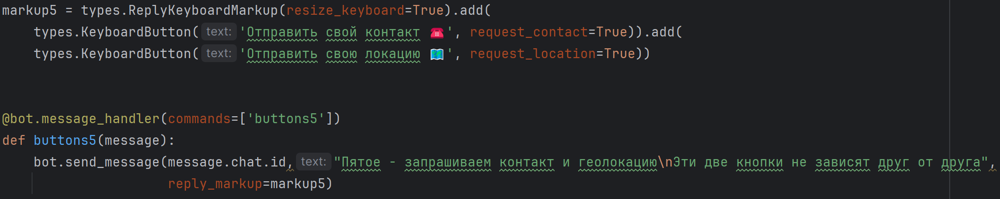 markup5 = types.ReplyKeyboardMarkup(resize_keyboard=True).add(
    types.KeyboardButton( text: 'Отправить свой контакт ☎️', request_contact=True)).add(
    types.KeyboardButton( text: 'Отправить свою локацию 🗺️', request_location=True))
@bot.message_handler(commands=['buttons5'])
def buttons5(message):
    bot.send_message(message.chat.id, text: "Пятое - запрашиваем контакт и геолокацию\nЭти две кнопки не зависят друг от друга",
                     reply_markup=markup5)